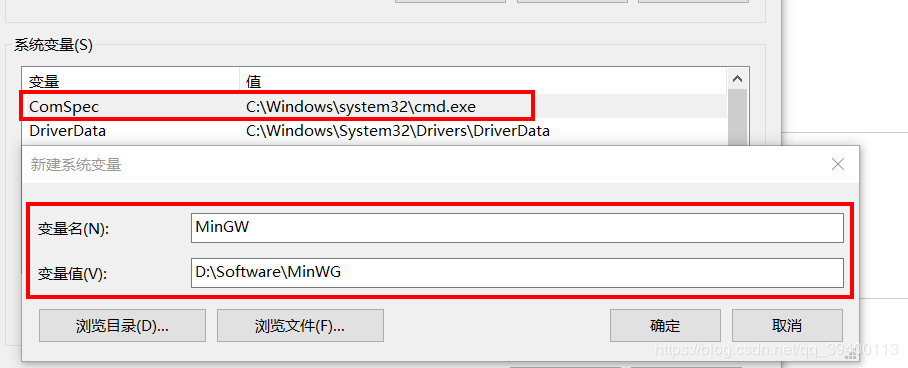 系统变量(S)
变量 值
ComSpec C:\Windows\system32\cmd.exe
DriverData C:\Windows\System32\Drivers\DriverData
新建系统变量
变量名(N): MinGW
变量值(V): D:\Software\MinWG
浏览目录(D)... 浏览文件(F)... 确定 取消
https://blog.csdn.net/qq_39400113